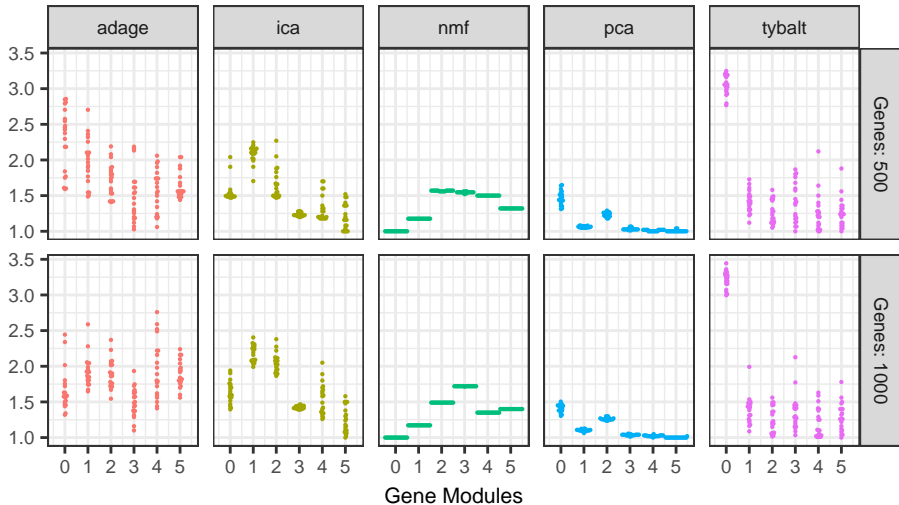 adage ica nmf pca tybalt
3.5
3.0
2.5
2.0
1.5
1.0
Genes: 500
3.5
3.0
2.5
2.0
1.5
1.0
Genes: 1000
0 1 2 3 4 5 0 1 2 3 4 5 0 1 2 3 4 5 0 1 2 3 4 5 0 1 2 3 4 5
Gene Modules